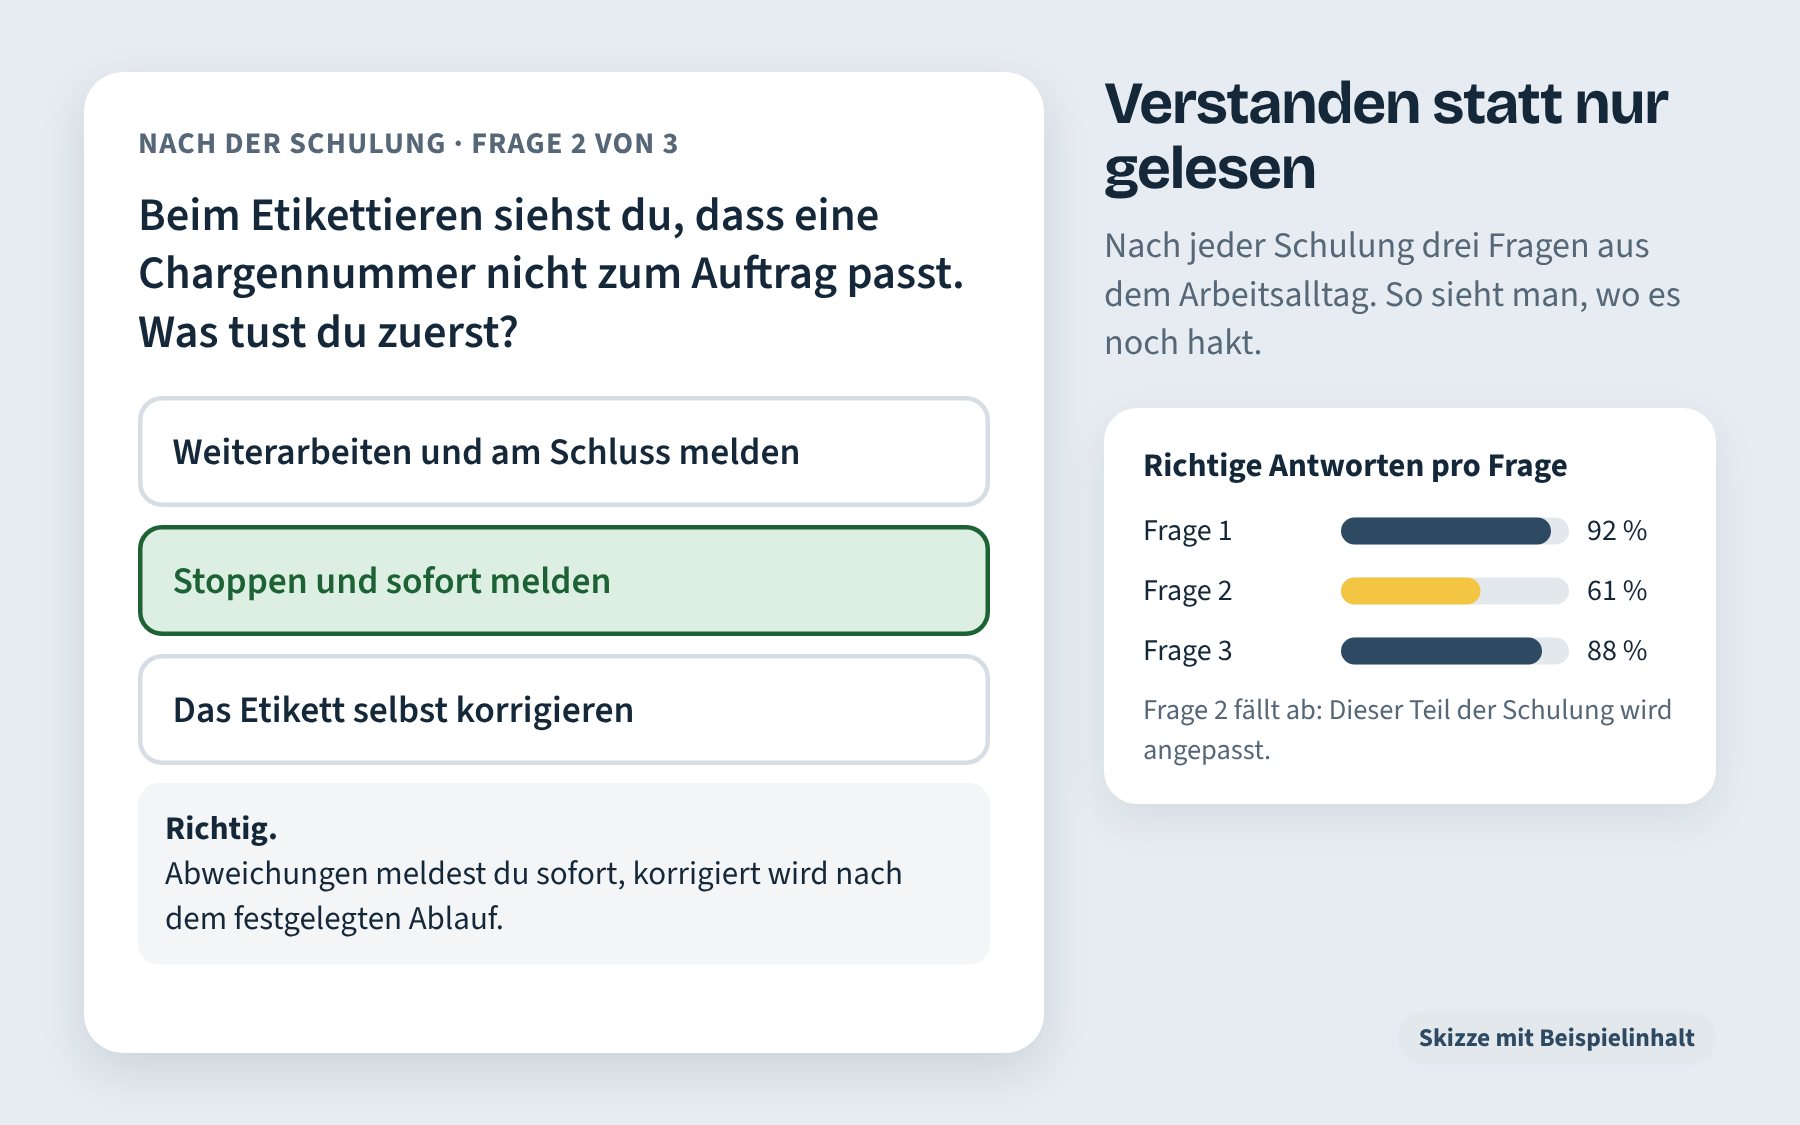 NACH DER SCHULUNG · FRAGE 2 VON 3
Beim Etikettieren siehst du, dass eine
Chargennummer nicht zum Auftrag passt.
Was tust du zuerst?
Weiterarbeiten und am Schluss melden
Stoppen und sofort melden
Das Etikett selbst korrigieren
Richtig.
Abweichungen meldest du sofort, korrigiert wird nach
dem festgelegten Ablauf.
Verstanden statt nur
gelesen
Nach jeder Schulung drei Fragen aus
dem Arbeitsalltag. So sieht man, wo es
noch hakt.
Richtige Antworten pro Frage
Frage 1 92 %
Frage 2 61 %
Frage 3 88 %
Frage 2 fällt ab: Dieser Teil der Schulung wird
angepasst.
Skizze mit Beispielinhalt